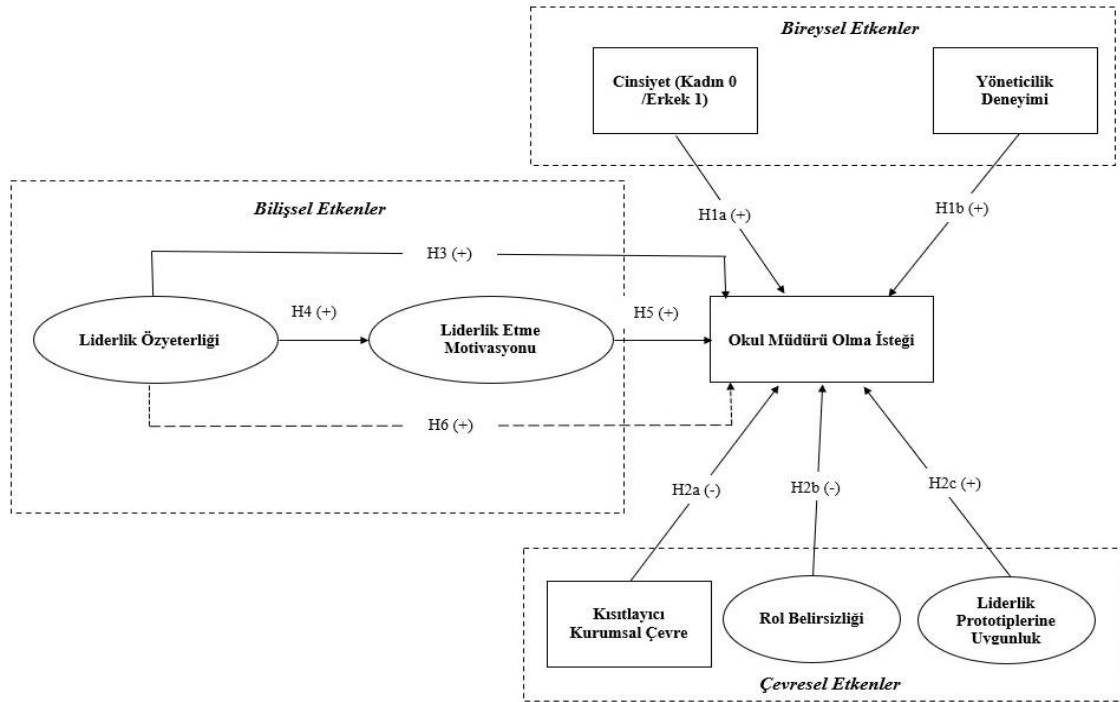 Bireysel Etkenler
Cinsiyet (Kadın 0
/Erkek 1)
Yöneticilik
Deneyimi
H1a (+)
H1b (+)
Bilişsel Etkenler
H3 (+)
H4 (+)
H5 (+)
Liderlik Özyeterliği
Liderlik Etme
Motivasyonu
Okul Müdürü Olma İsteği
H6 (+)
H2a (-)
H2b (-)
H2c (+)
Kısıtlayıcı
Kurumsal Çevre
Rol Belirsizliği
Liderlik
Prototiplerine
Uygunluk
Çevresel Etkenler